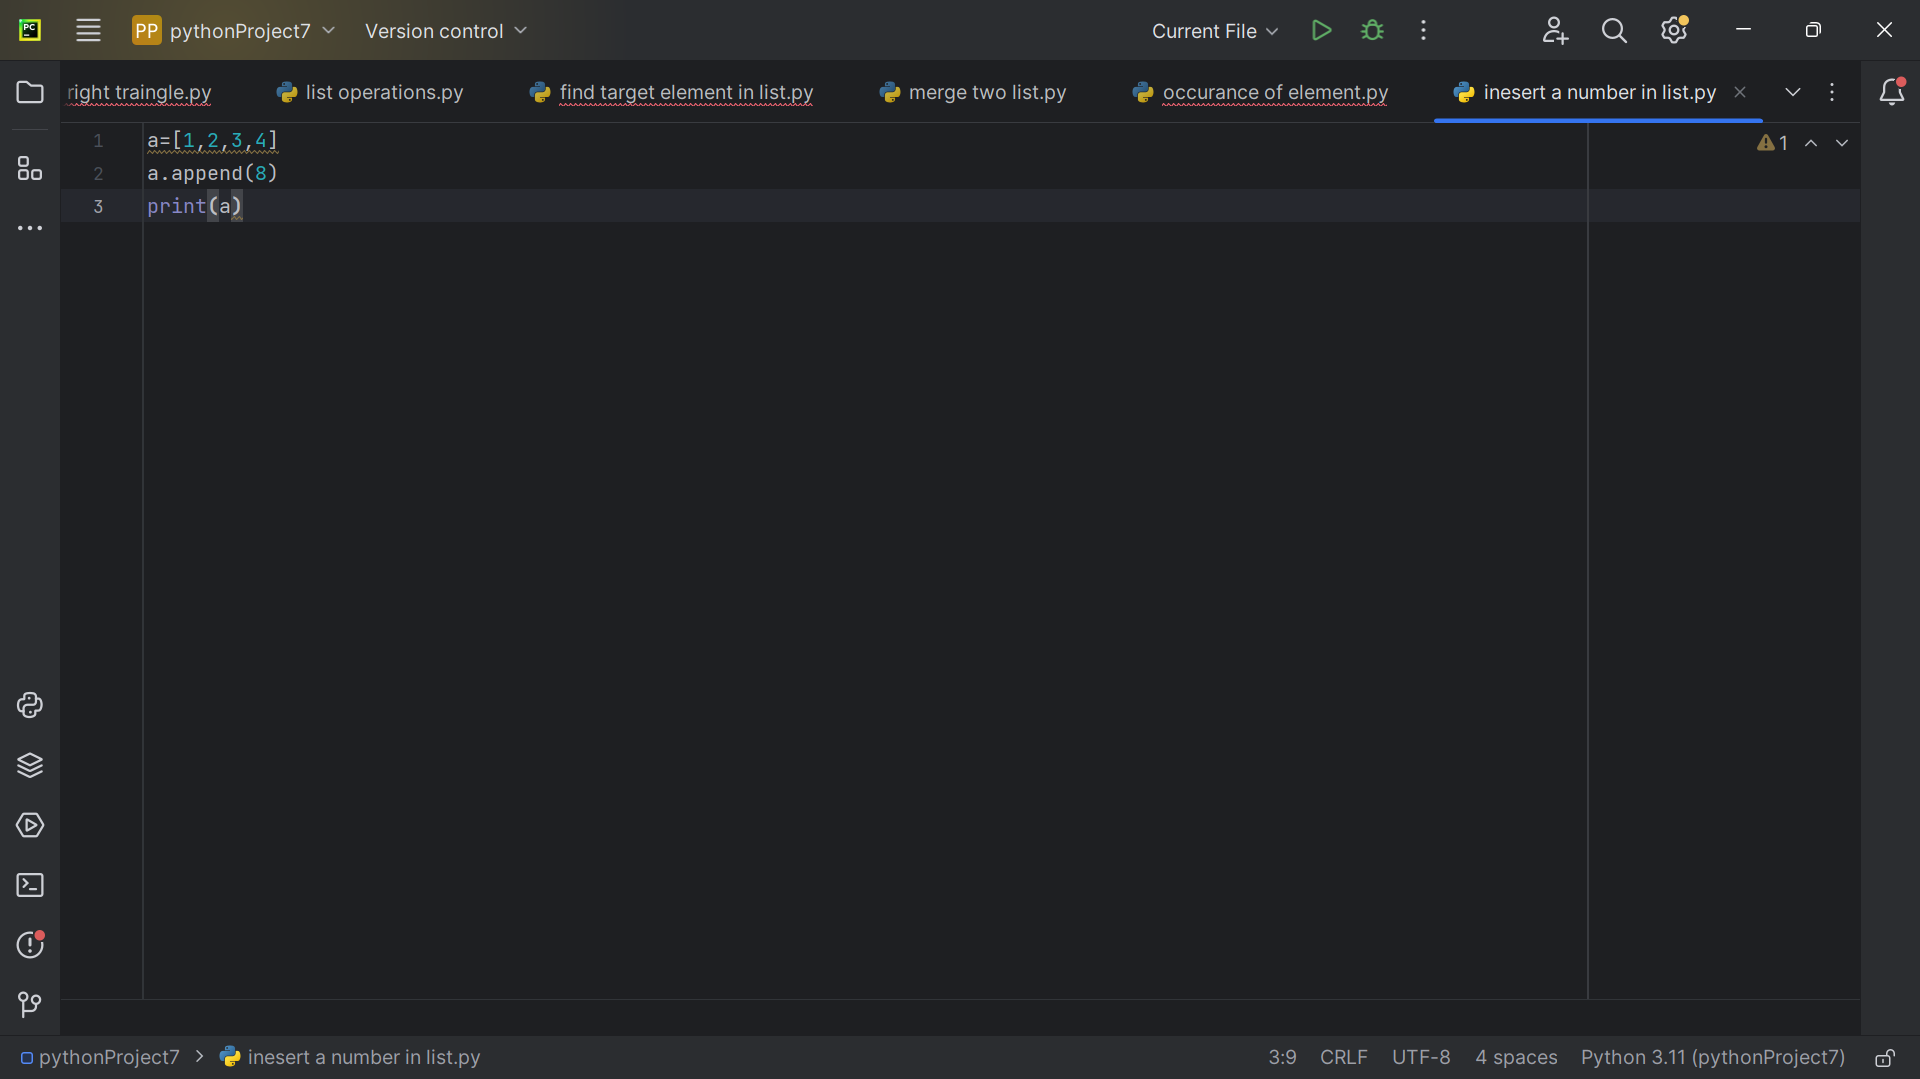 PC
PP pythonProject7
Version control
Current File
right traingle.py
list operations.py
find target element in list.py
merge two list.py
occurance of element.py
inesert a number in list.py
1 a=[1,2,3,4]
2 a.append(8)
3 print(a)
1
pythonProject7 > inesert a number in list.py
3:9 CRLF UTF-8 4 spaces Python 3.11 (pythonProject7)